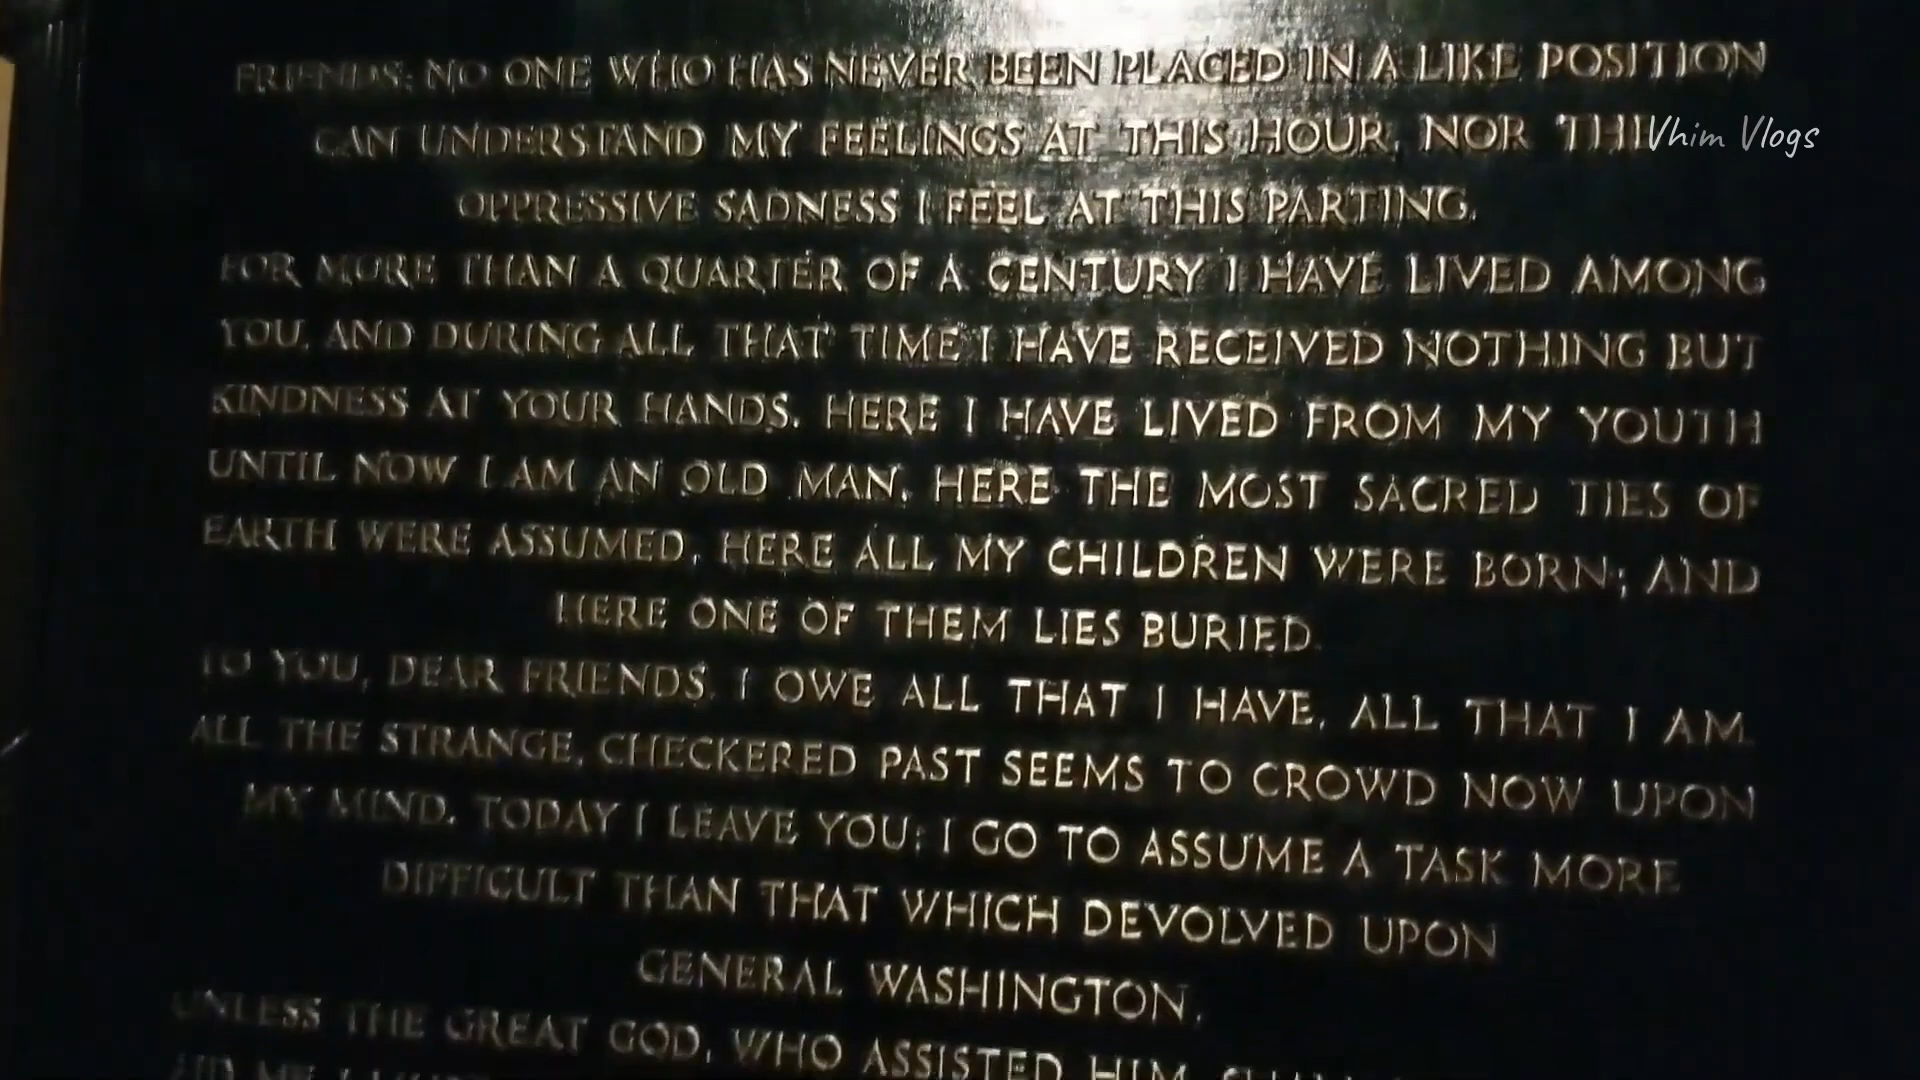 FRIENDS: NO ONE WHO HAS NEVER BEEN PLACED IN A LIKE POSITION
CAN UNDERSTAND MY FEELINGS AT THIS HOUR, NOR THE
Vhim Vlogs
OPPRESSIVE SADNESS I FEEL AT THIS PARTING.
FOR MORE THAN A QUARTER OF A CENTURY I HAVE LIVED AMONG
YOU, AND DURING ALL THAT TIME I HAVE RECEIVED NOTHING BUT
KINDNESS AT YOUR HANDS. HERE I HAVE LIVED FROM MY YOUTH
UNTIL NOW I AM AN OLD MAN. HERE THE MOST SACRED TIES OF
EARTH WERE ASSUMED, HERE ALL MY CHILDREN WERE BORN; AND
HERE ONE OF THEM LIES BURIED.
TO YOU, DEAR FRIENDS, I OWE ALL THAT I HAVE, ALL THAT I AM.
ALL THE STRANGE, CHECKERED PAST SEEMS TO CROWD NOW UPON
MY MIND. TODAY I LEAVE YOU; I GO TO ASSUME A TASK MORE
DIFFICULT THAN THAT WHICH DEVOLVED UPON
GENERAL WASHINGTON.
UNLESS THE GREAT GOD, WHO ASSISTED HIM